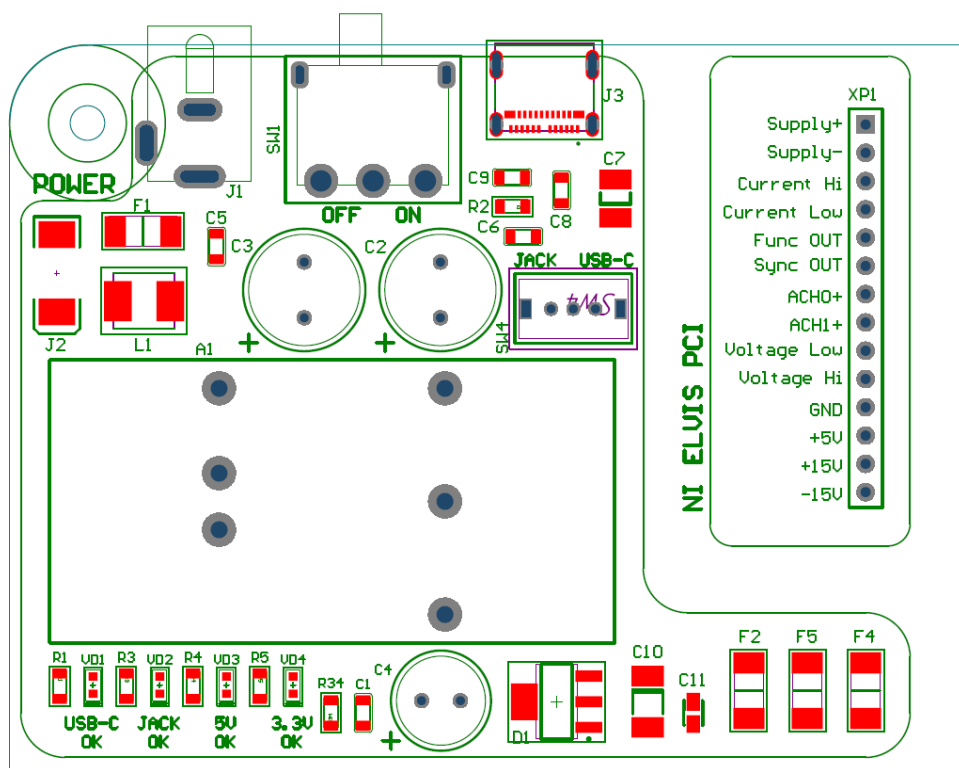 J3
XP1
SW1
Supply+
Supply-
Current Hi
Current Low
Func OUT
Sync OUT
ACH0+
ACH1+
Voltage Low
Voltage Hi
GND
+5V
+15V
-15V
NI ELVIS PCI
C7
C9
R2
C8
C6
POWER
J1
OFF ON
F1
C5
C3
C2
JACK USB-C
SW4
SW4
J2
L1
A1
+
+
R1 VD1 R3 VD2 R4 VD3 R5 VD4
R34 C1
C4
C10
C11
F2 F5 F4
USB-C JACK 5V 3.3V
OK OK OK OK
+
D1